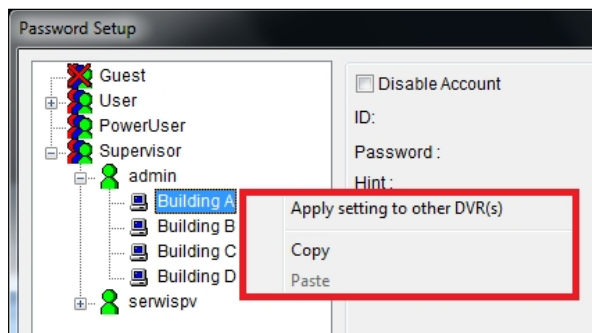 Password Setup
Guest
User
PowerUser
Supervisor
admin
Building A
Building B
Building C
Building D
serwispv
Disable Account
ID:
Password :
Hint :
Apply setting to other DVR(s)
Copy
Paste